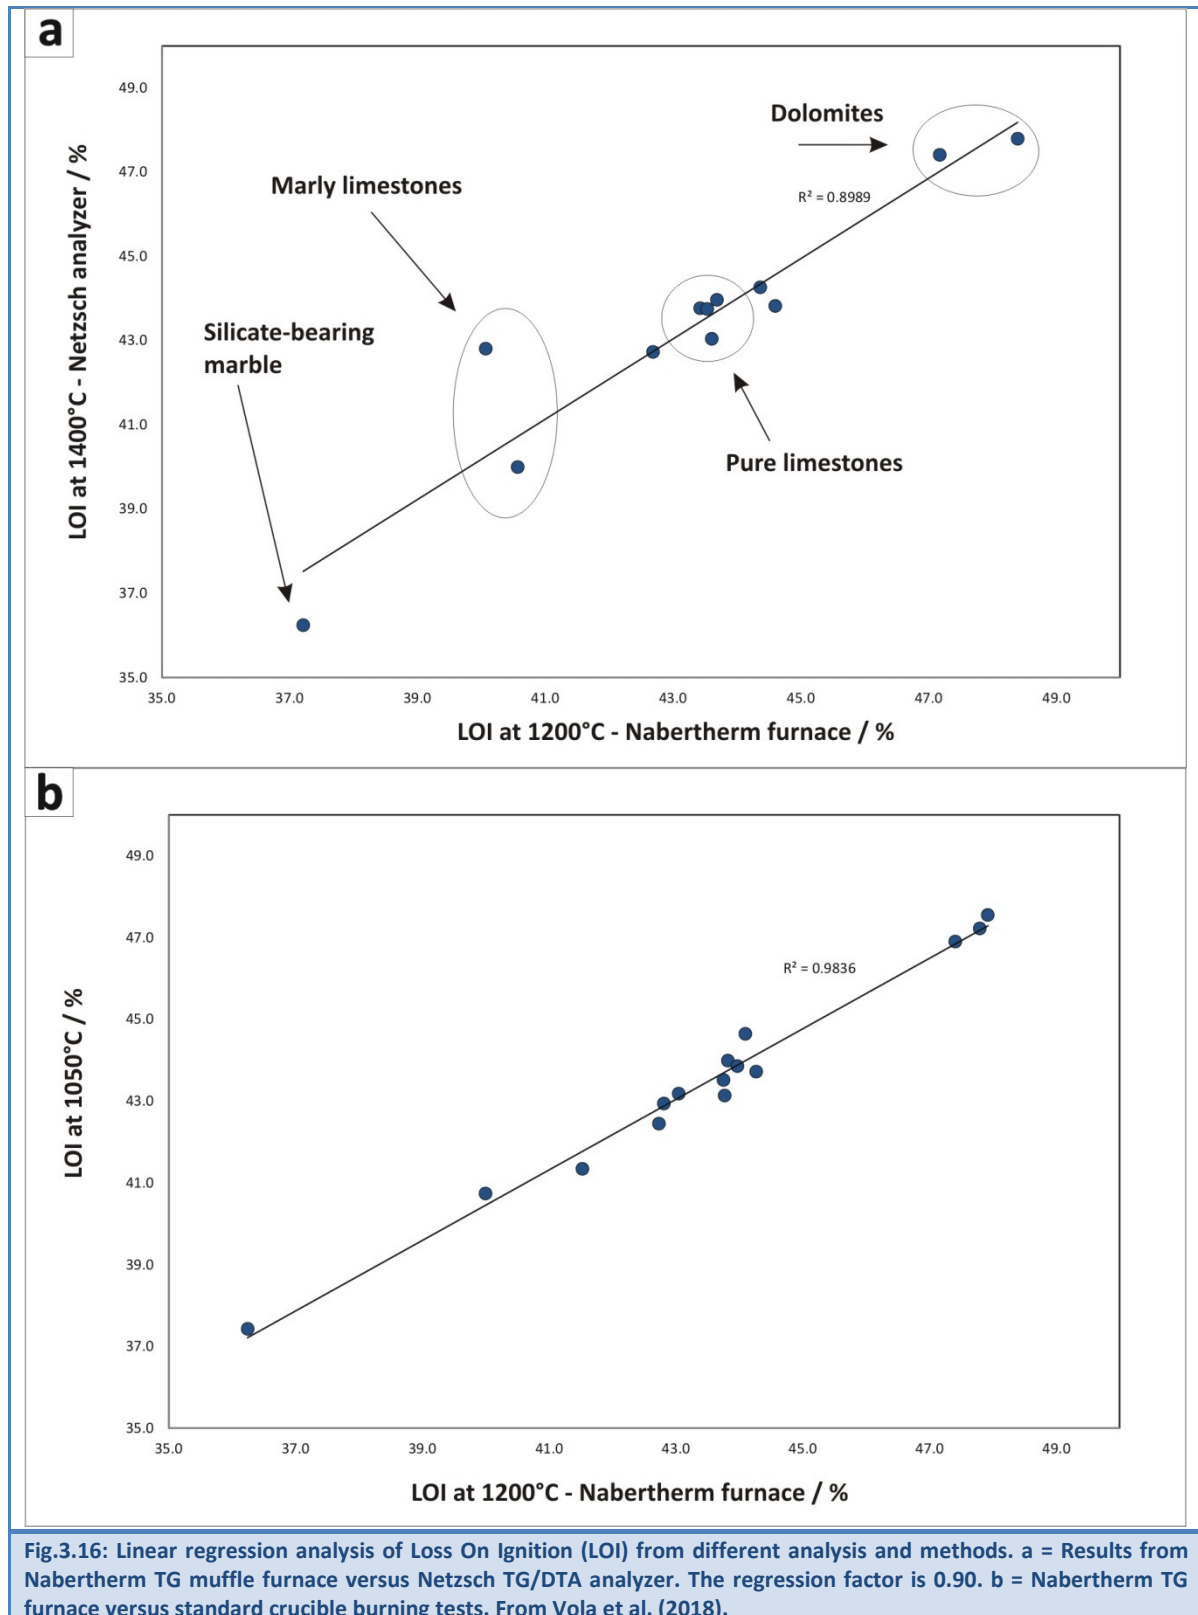 a
49.0
47.0
45.0
43.0
41.0
39.0
37.0
35.0
LOI at 1400°C - Netzsch analyzer / %
Dolomites
R² = 0.8989
Marly limestones
Silicate-bearing
marble
Pure limestones
35.0 37.0 39.0 41.0 43.0 45.0 47.0 49.0
LOI at 1200°C - Nabertherm furnace / %
b
49.0
47.0
45.0
43.0
41.0
39.0
37.0
35.0
LOI at 1050°C / %
R² = 0.9836
35.0 37.0 39.0 41.0 43.0 45.0 47.0 49.0
LOI at 1200°C - Nabertherm furnace / %
Fig.3.16: Linear regression analysis of Loss On Ignition (LOI) from different analysis and methods. a = Results from
Nabertherm TG muffle furnace versus Netzsch TG/DTA analyzer. The regression factor is 0.90. b = Nabertherm TG
furnace versus standard crucible burning tests. From Vola et al. (2018).